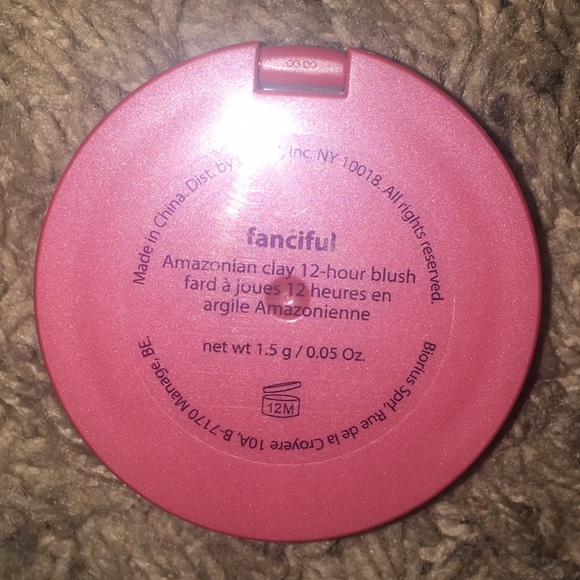 Made in China. Dist. by Inc. NY 10018. All rights reserved.
fanciful
Amazonian clay 12-hour blush
fard à joues 12 heures en
argile Amazonienne
net wt 1.5 g / 0.05 Oz.
12M
Biorius Sprl, Rue de la Croyere 10A, B-7170 Manage, BE.